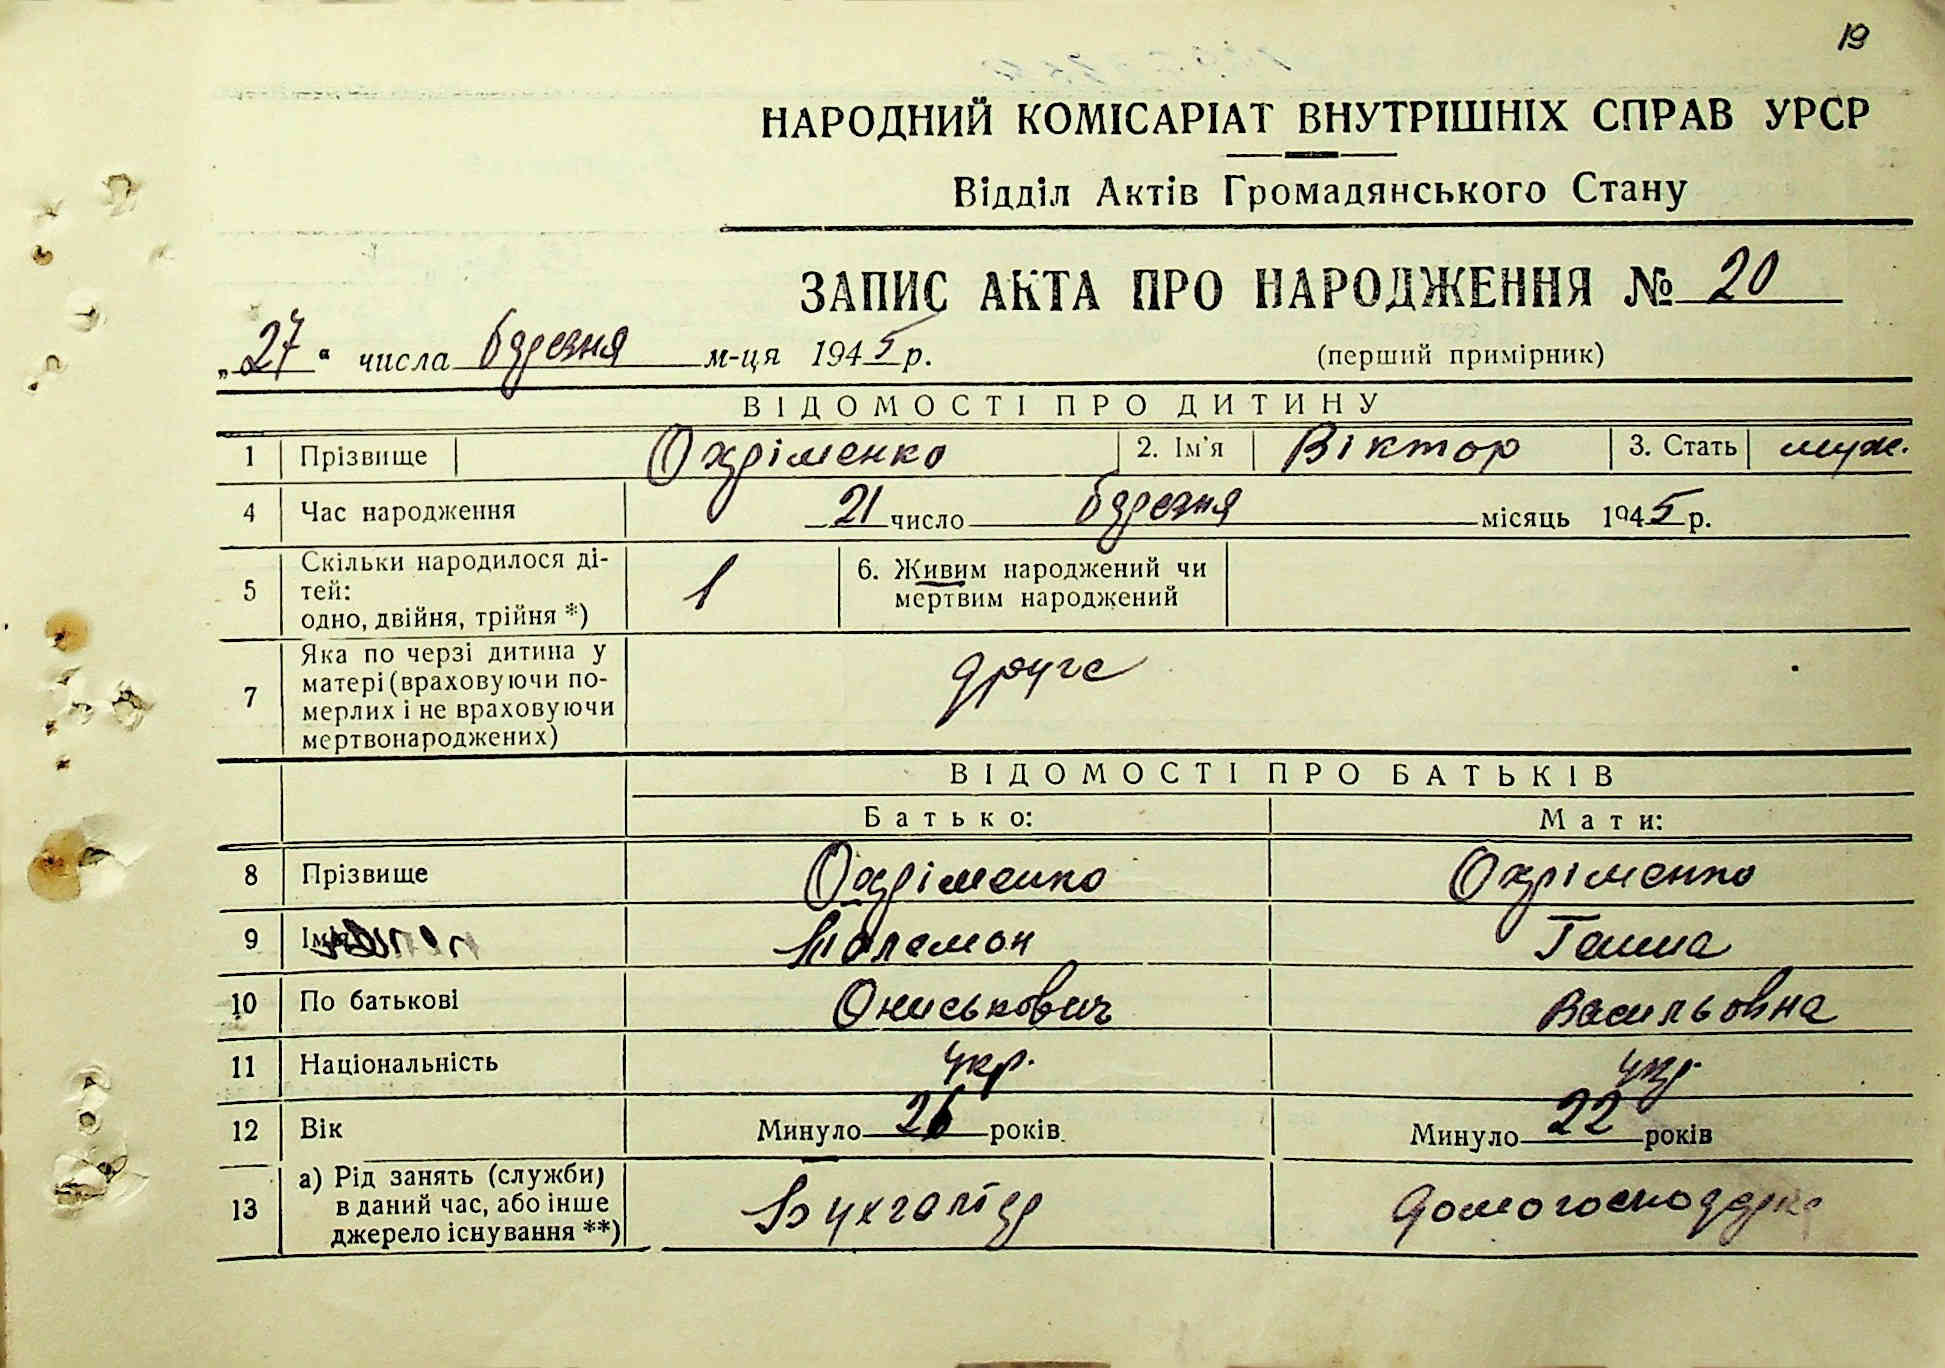 19
НАРОДНИЙ КОМІСАРІАТ ВНУТРІШНІХ СПРАВ УРСР
Відділ Актів Громадянського Стану
ЗАПИС АКТА ПРО НАРОДЖЕННЯ № 20
„27“ числа березня м-ця 1945 р. (перший примірник)
ВІДОМОСТІ ПРО ДИТИНУ
1 Прізвище Охріменко 2. Ім'я Віктор 3. Стать муж.
4 Час народження 21 число березня місяць 1945 р.
5 Скільки народилося ді-
тей:
одно, двійня, трійня *) 1 6. Живим народжений чи
мертвим народжений
7 Яка по черзі дитина у
матері (враховуючи по-
мерлих і не враховуючи
мертвонароджених) друге
ВІДОМОСТІ ПРО БАТЬКІВ
Батько: Мати:
8 Прізвище Охріменко Охріменко
9 Ім'я Палемон Ганна
10 По батькові Ониськович Васильовна
11 Національність укр. укр.
12 Вік Минуло 26 років. Минуло 22 років
13 а) Рід занять (служби)
в даний час, або інше
джерело існування **) Бухгалтер Домогосподарка